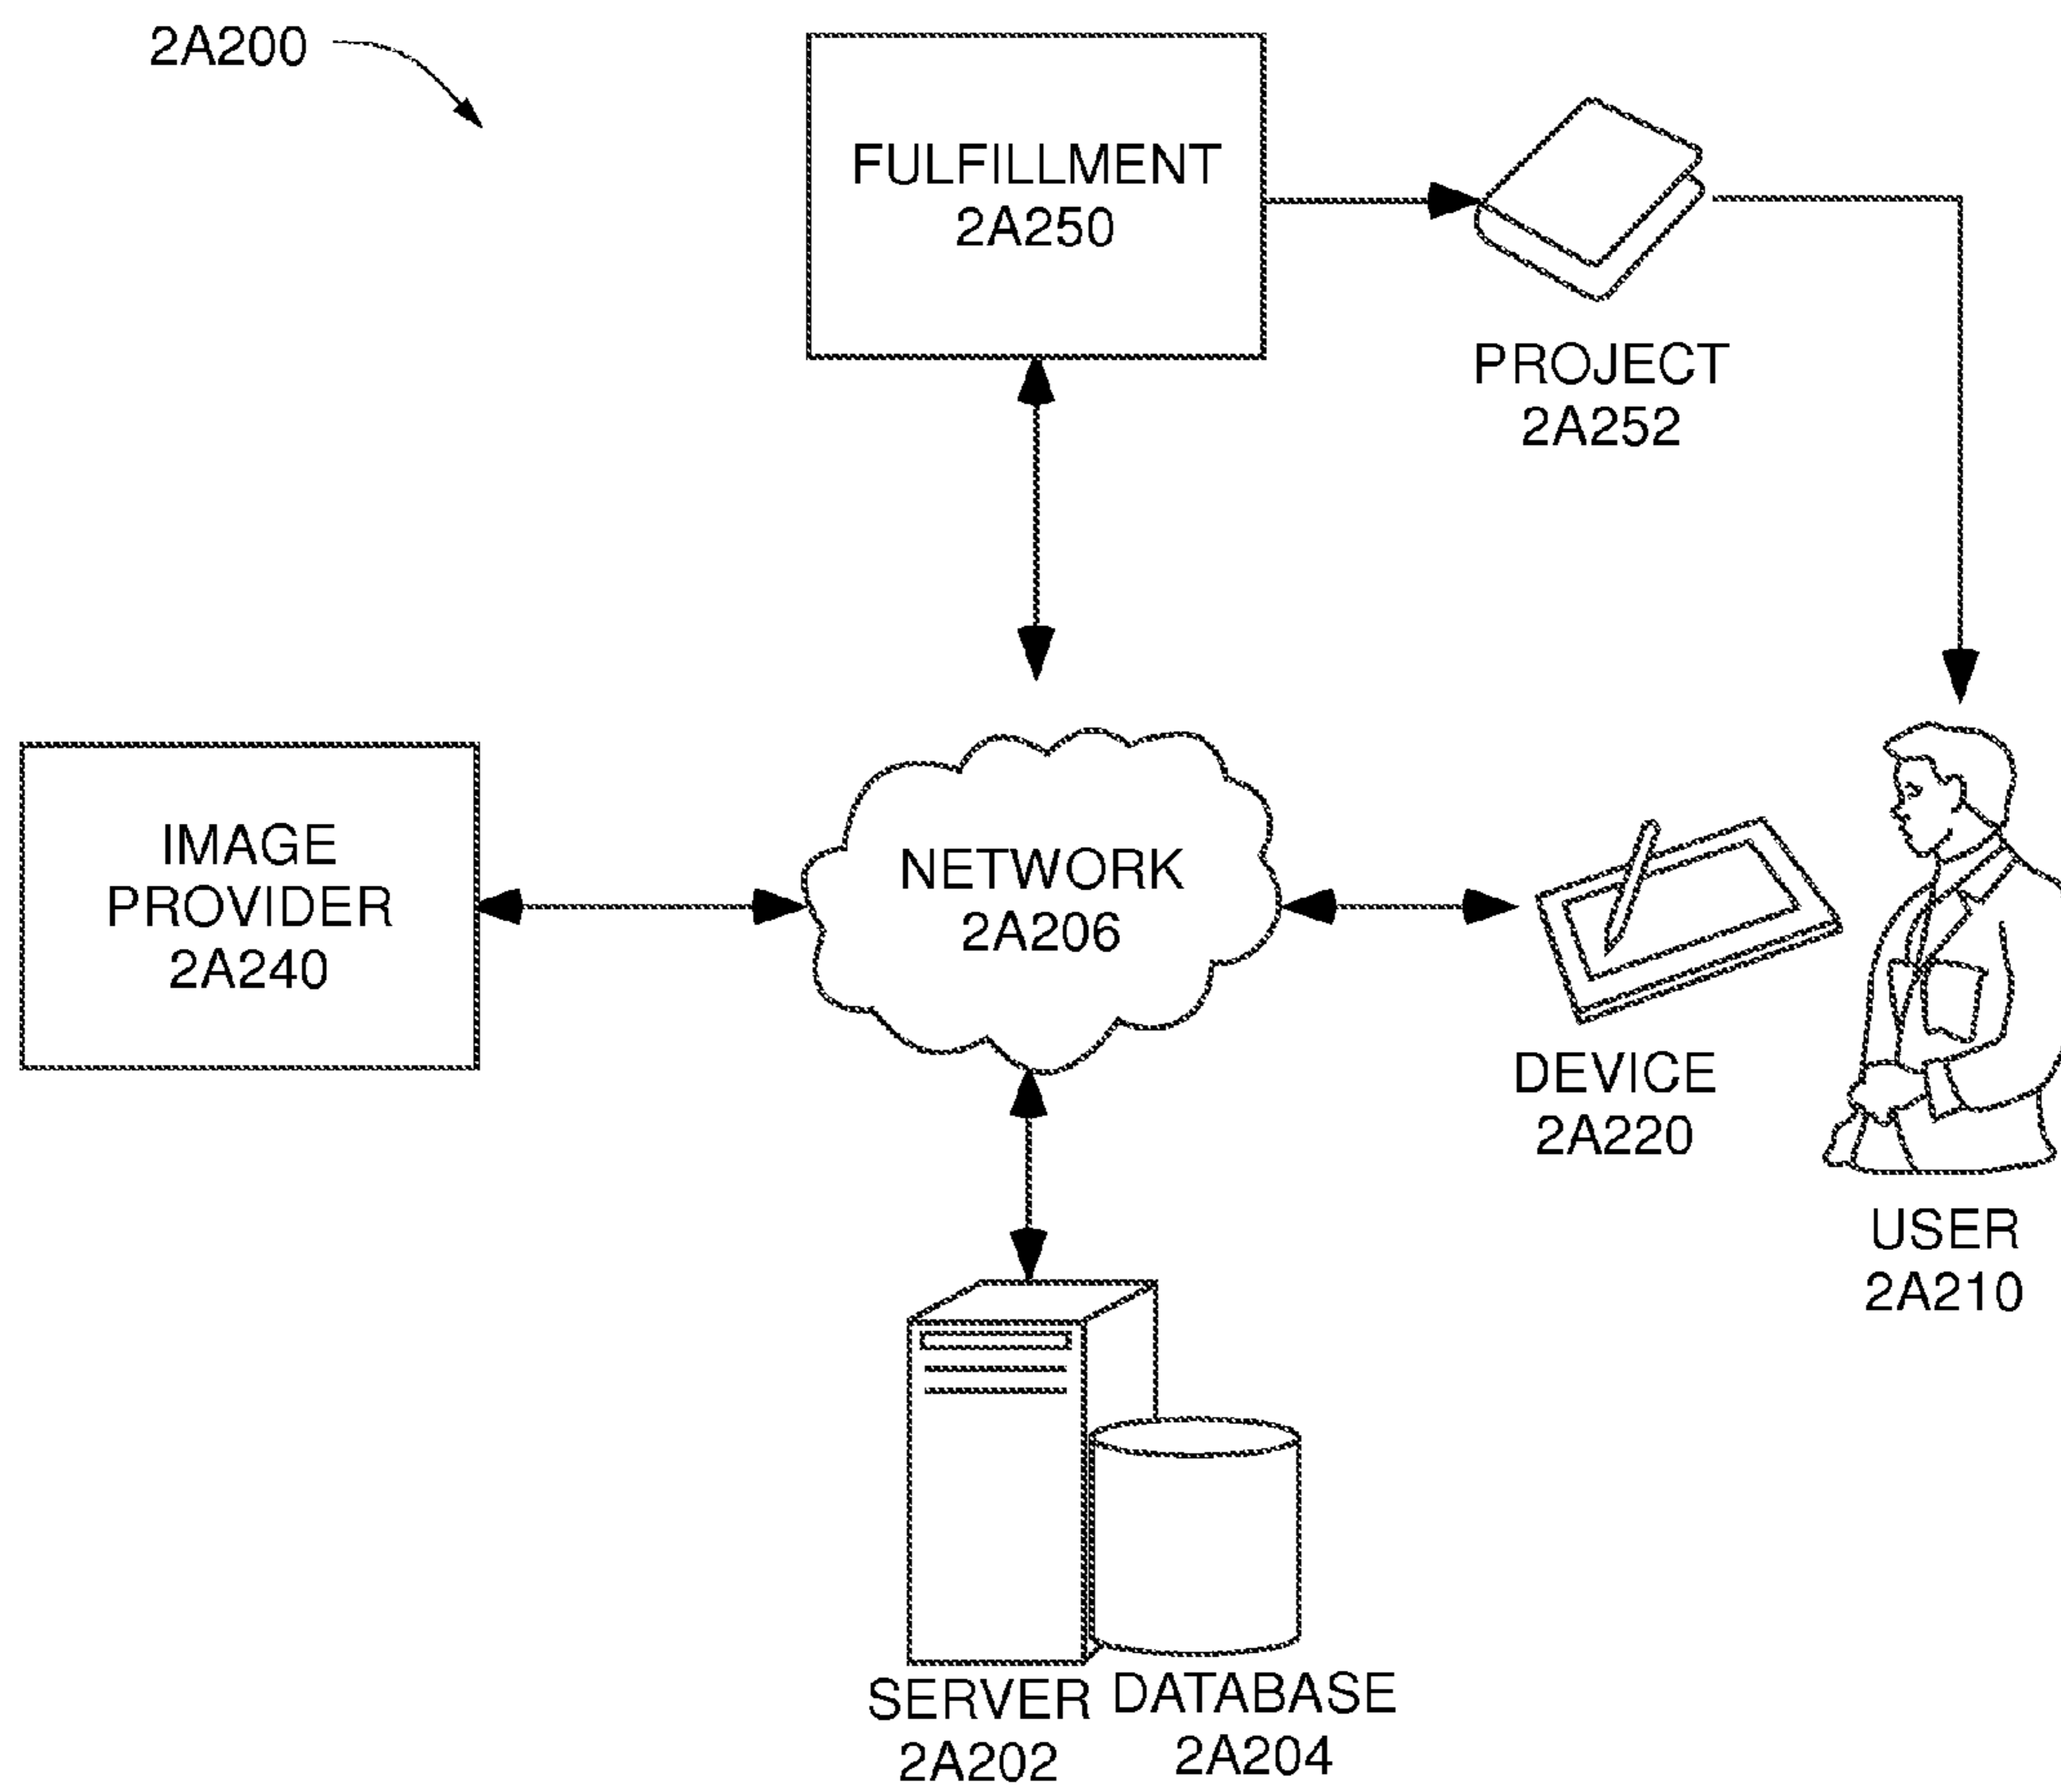 2A200
FULFILLMENT
2A250
PROJECT
2A252
IMAGE
PROVIDER
2A240
NETWORK
2A206
DEVICE
2A220
USER
2A210
SERVER
2A202
DATABASE
2A204